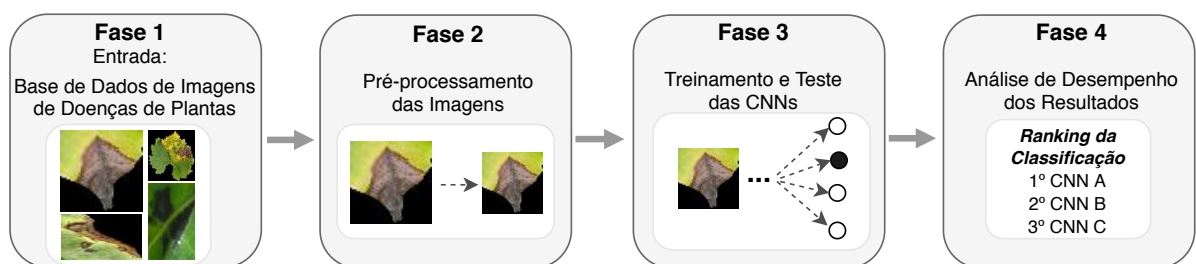 Fase 1
Entrada:
Base de Dados de Imagens
de Doenças de Plantas
Fase 2
Pré-processamento
das Imagens
Fase 3
Treinamento e Teste
das CNNs
...
Fase 4
Análise de Desempenho
dos Resultados
Ranking da
Classificação
1º CNN A
2º CNN B
3º CNN C